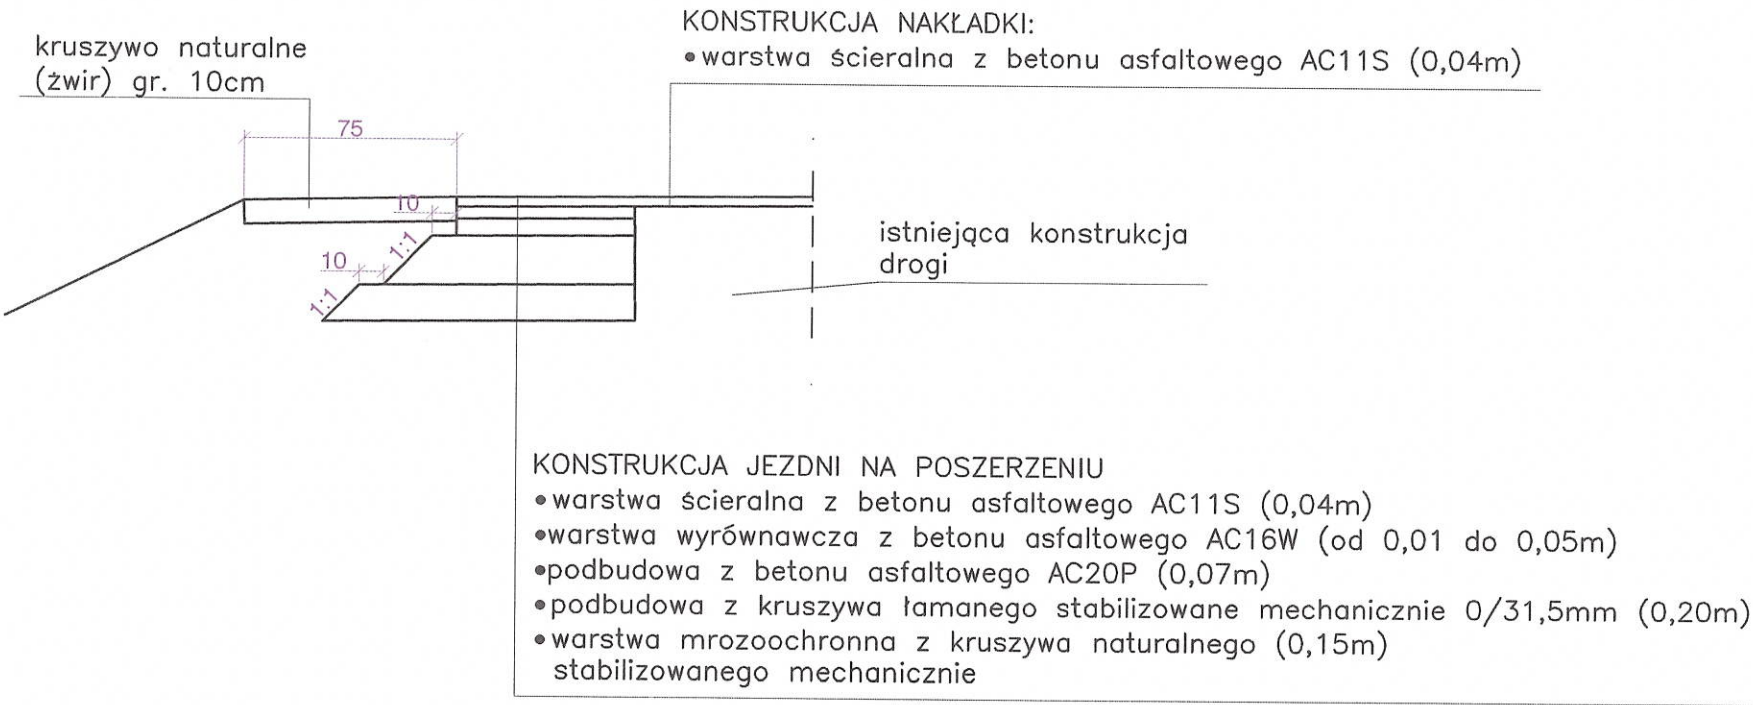 KONSTRUKCJA NAKŁADKI:
•warstwa ścieralna z betonu asfaltowego AC11S (0,04m)
kruszywo naturalne
(żwir) gr. 10cm
75
10
1:1
10
1:1
istniejąca konstrukcja
drogi
KONSTRUKCJA JEZDNI NA POSZERZENIU
•warstwa ścieralna z betonu asfaltowego AC11S (0,04m)
•warstwa wyrównawcza z betonu asfaltowego AC16W (od 0,01 do 0,05m)
•podbudowa z betonu asfaltowego AC20P (0,07m)
•podbudowa z kruszywa łamanego stabilizowane mechanicznie 0/31,5mm (0,20m)
•warstwa mrozoochronna z kruszywa naturalnego (0,15m)
stabilizowanego mechanicznie